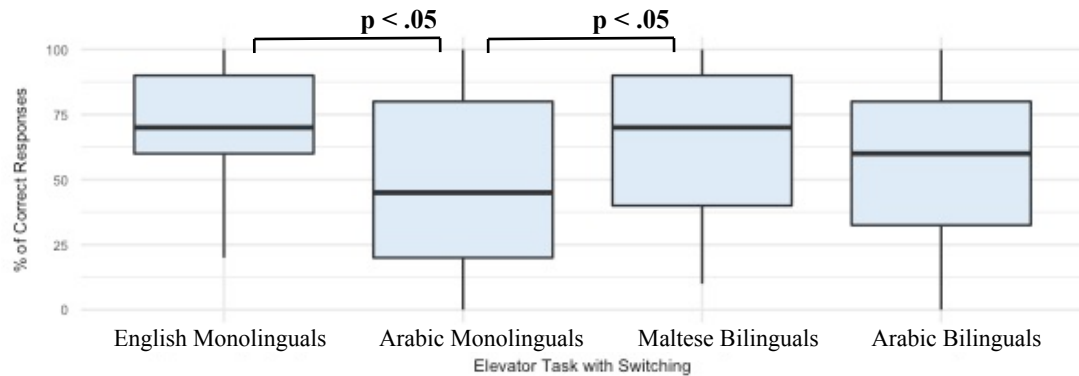 p < .05 p < .05
100
75
50
25
0
% of Correct Responses
English Monolinguals Arabic Monolinguals Maltese Bilinguals Arabic Bilinguals
Elevator Task with Switching